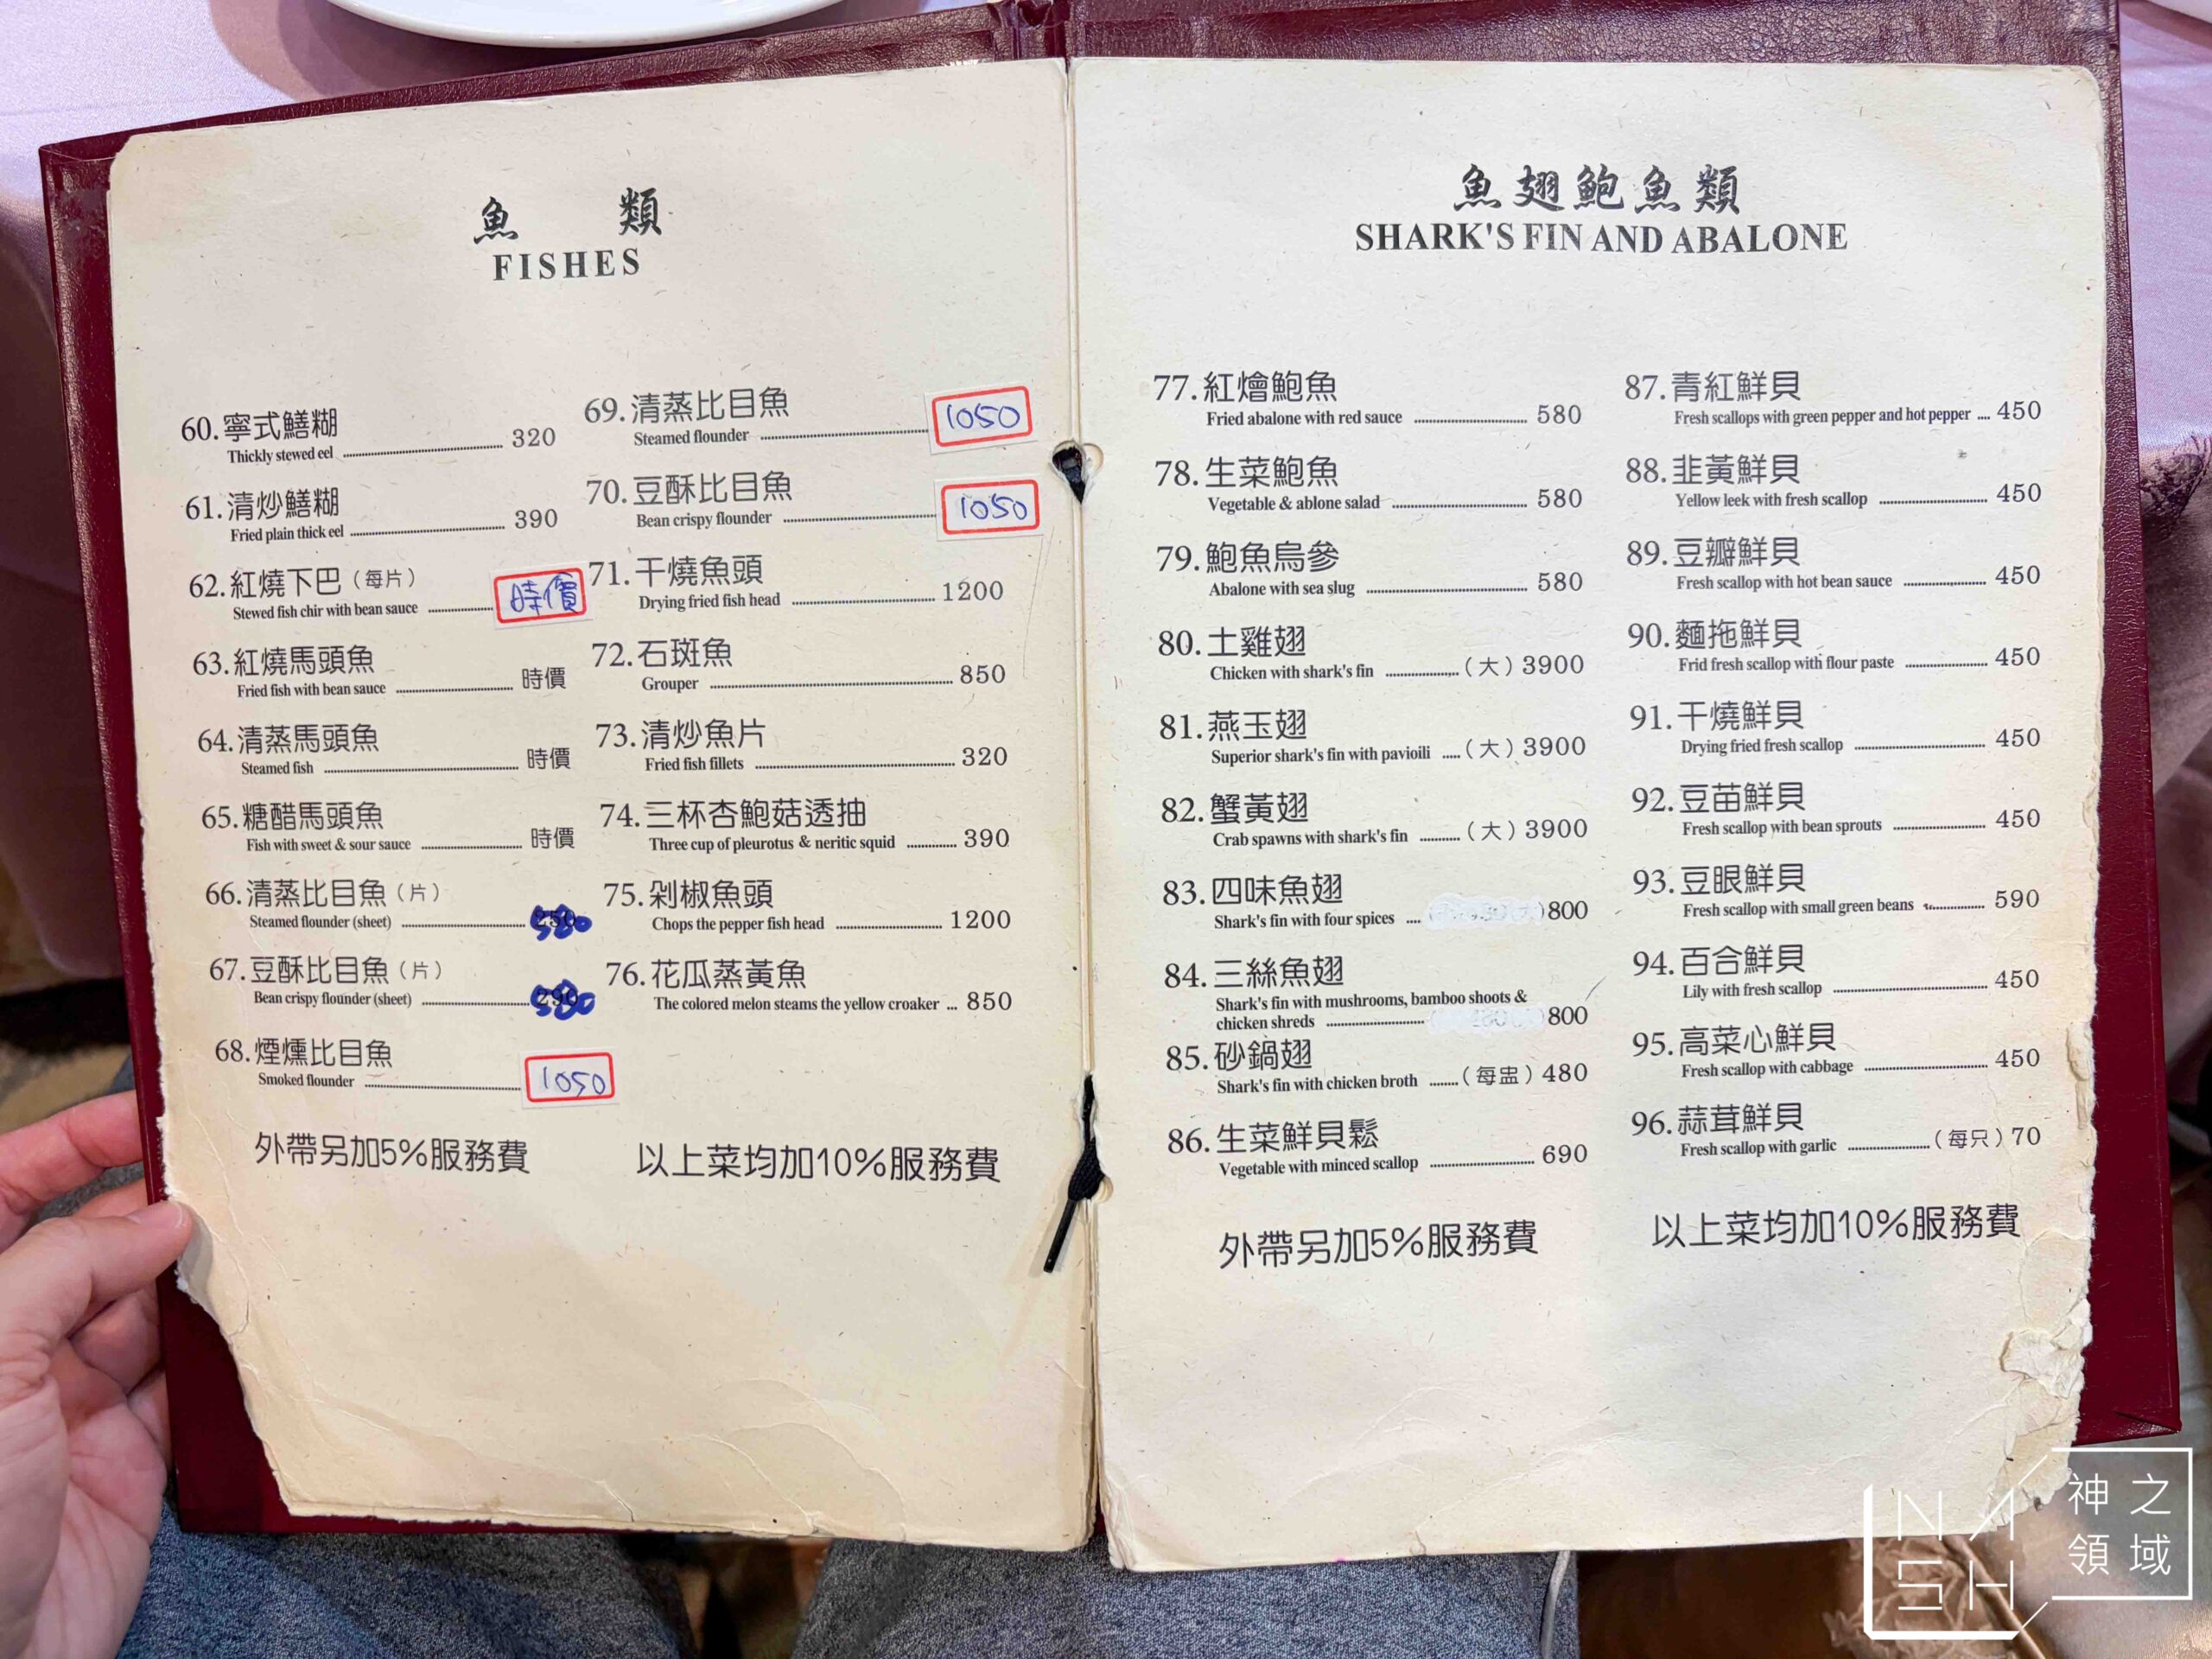 魚 類
FISHES
60.寧式鱔糊
Thickly stewed eel 320
61.清炒鱔糊
Fried plain thick eel 390
62.紅燒下巴（每片）
Stewed fish chir with bean sauce 時價
63.紅燒馬頭魚
Fried fish with bean sauce 時價
64.清蒸馬頭魚
Steamed fish 時價
65.糖醋馬頭魚
Fish with sweet & sour sauce 時價
66.清蒸比目魚（片）
Steamed flounder (sheet)
67.豆酥比目魚（片）
Bean crispy flounder (sheet)
68.煙燻比目魚
Smoked flounder 1050
外帶另加5%服務費
69.清蒸比目魚
Steamed flounder 1050
70.豆酥比目魚
Bean crispy flounder 1050
71.干燒魚頭
Drying fried fish head 1200
72.石斑魚
Grouper 850
73.清炒魚片
Fried fish fillets 320
74.三杯杏鮑菇透抽
Three cup of pleurotus & neritic squid 390
75.剁椒魚頭
Chops the pepper fish head 1200
76.花瓜蒸黃魚
The colored melon steams the yellow croaker 850
以上菜均加10%服務費
魚翅鮑魚類
SHARK'S FIN AND ABALONE
77.紅燴鮑魚
Fried abalone with red sauce 580
78.生菜鮑魚
Vegetable & ablone salad 580
79.鮑魚烏參
Abalone with sea slug 580
80.土雞翅
Chicken with shark's fin （大）3900
81.燕玉翅
Superior shark's fin with pavioili （大）3900
82.蟹黃翅
Crab spawns with shark's fin （大）3900
83.四味魚翅
Shark's fin with four spices 800
84.三絲魚翅
Shark's fin with mushrooms, bamboo shoots &
chicken shreds 800
85.砂鍋翅
Shark's fin with chicken broth （每盅）480
86.生菜鮮貝鬆
Vegetable with minced scallop 690
外帶另加5%服務費
87.青紅鮮貝
Fresh scallops with green pepper and hot pepper 450
88.韭黃鮮貝
Yellow leek with fresh scallop 450
89.豆瓣鮮貝
Fresh scallop with hot bean sauce 450
90.麵拖鮮貝
Frid fresh scallop with flour paste 450
91.干燒鮮貝
Drying fried fresh scallop 450
92.豆苗鮮貝
Fresh scallop with bean sprouts 450
93.豆眼鮮貝
Fresh scallop with small green beans 590
94.百合鮮貝
Lily with fresh scallop 450
95.高菜心鮮貝
Fresh scallop with cabbage 450
96.蒜茸鮮貝
Fresh scallop with garlic （每只）70
以上菜均加10%服務費
NASH
神之
領域